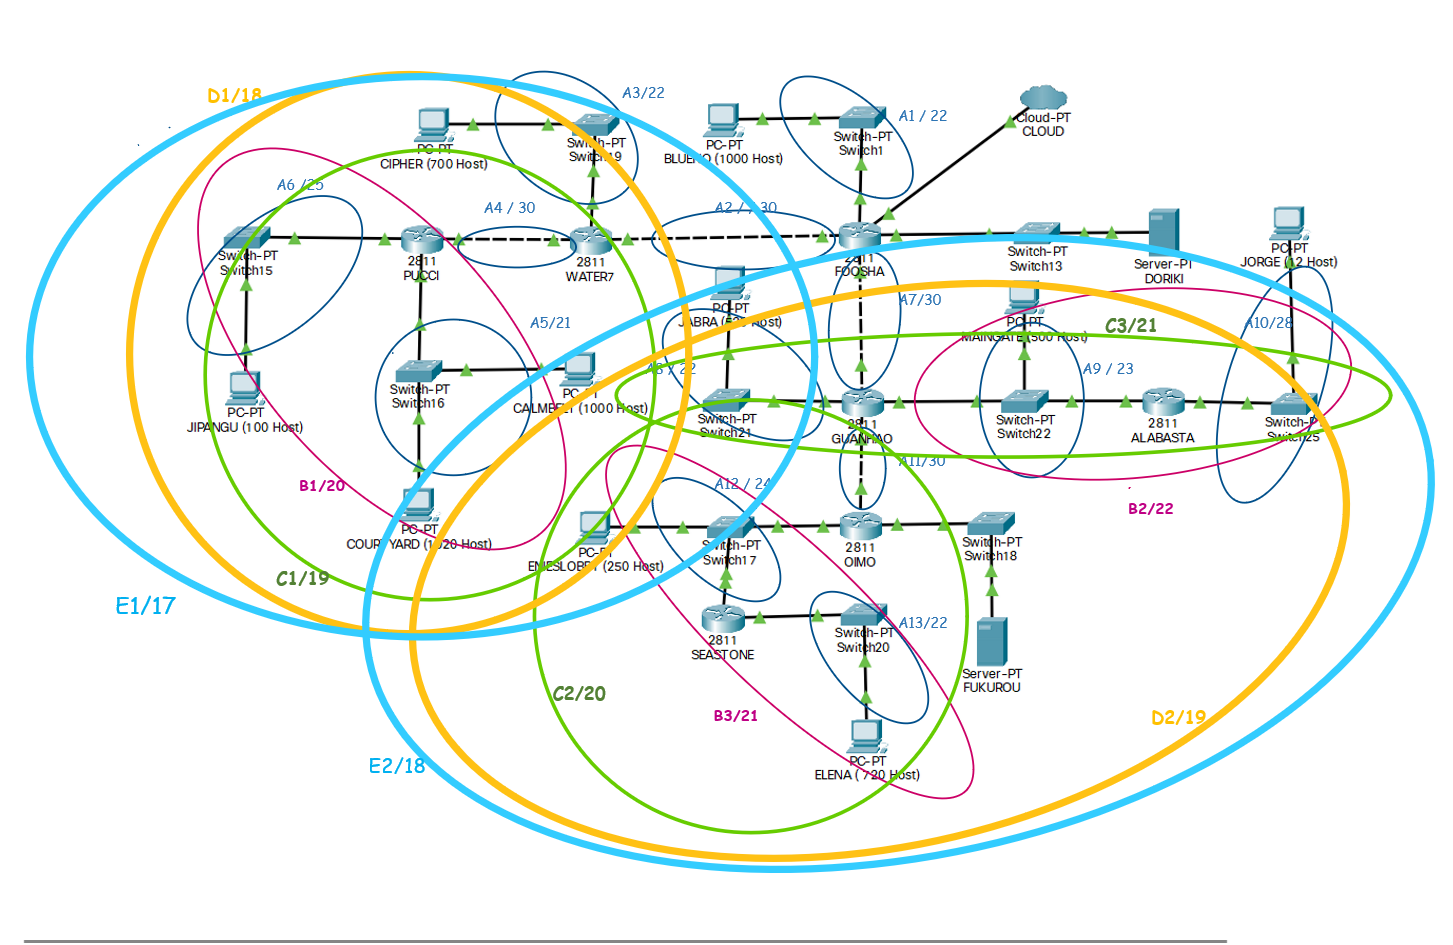 D1/18
A3/22
PC-PT
CIPHER (700 Host)
Switch-PT
Switch19
PC-PT
BLUENO (1000 Host)
Switch-PT
Switch1
A1 / 22
Cloud-PT
CLOUD
A6 /25
A4 / 30
A2 / / 30
Switch-PT
Switch15
2811
PUCCI
2811
WATER7
2811
FOOSHA
Switch-PT
Switch13
Server-PT
DORIKI
PC-PT
JORGE (12 Host)
A7/30
PC-PT
JABRA
Host)
PC-PT
MAINGATE (500 Host)
C3/21
A10/28
A5/21
A8 / 22
A9 / 23
Switch-PT
Switch16
PC-PT
CALMBELT (1000 Host)
PC-PT
JIPANGU (100 Host)
Switch-PT
Switch21
2811
GUANHAO
Switch-PT
Switch22
2811
ALABASTA
Switch-PT
Switch25
A11/30
B1/20
A12 / 24
B2/22
PC-PT
COURTYARD (1020 Host)
PC-PT
ENIESLOBBY (250 Host)
Switch-PT
Switch17
2811
OIMO
Switch-PT
Switch18
C1/19
E1/17
2811
SEASTONE
Switch-PT
Switch20
A13/22
Server-PT
FUKUROU
C2/20
B3/21
D2/19
E2/18
PC-PT
ELENA ( 720 Host)